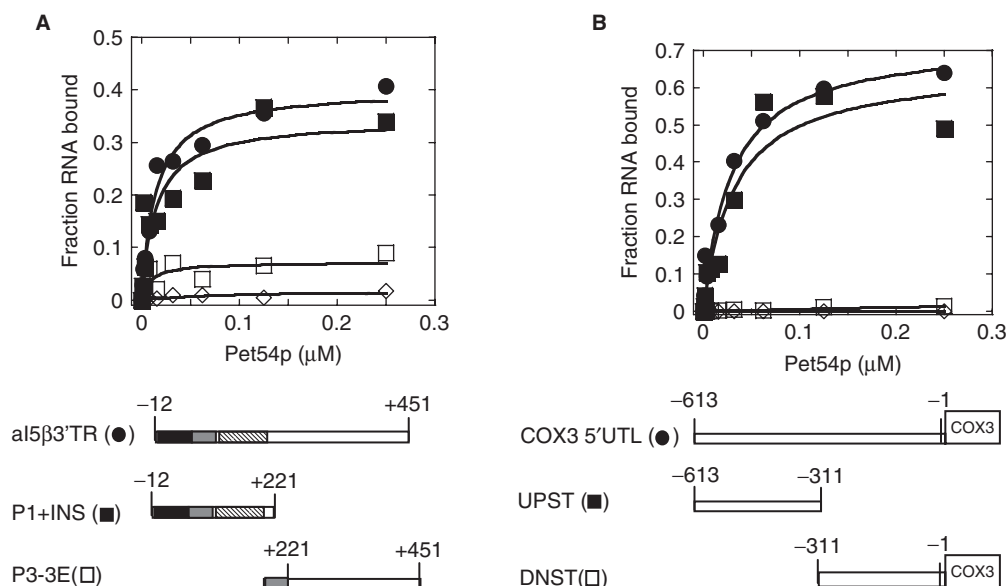 A
B
0.5
0.4
0.3
0.2
0.1
0
Fraction RNA bound
0
0.1
0.2
0.3
Pet54p (µM)
0.7
0.6
0.5
0.4
0.3
0.2
0.1
0
Fraction RNA bound
0
0.1
0.2
0.3
Pet54p (µM)
−12
+451
aI5β3′TR (●)
−12
+221
P1+INS (■)
+221
+451
P3-3E(□)
−613
−1
COX3
COX3 5′UTL (●)
−613
−311
UPST (■)
−311
−1
COX3
DNST(□)